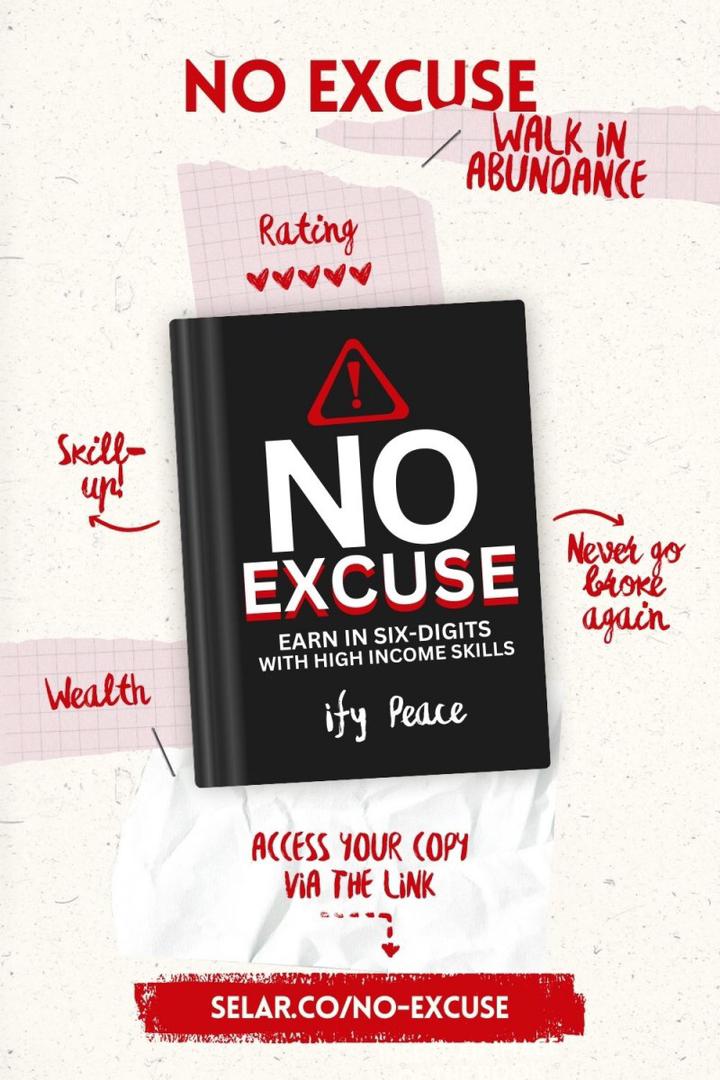 NO EXCUSE
WALK iN
ABUNDANCE
Rating
!
NO
EXCUSE
EARN IN SIX-DIGITS
WITH HIGH INCOME SKILLS
ify Peace
Skill-
up!
Never go
broke
again
Wealth
ACCESS YOUR COPY
ViA THE LiNK
SELAR.CO/NO-EXCUSE